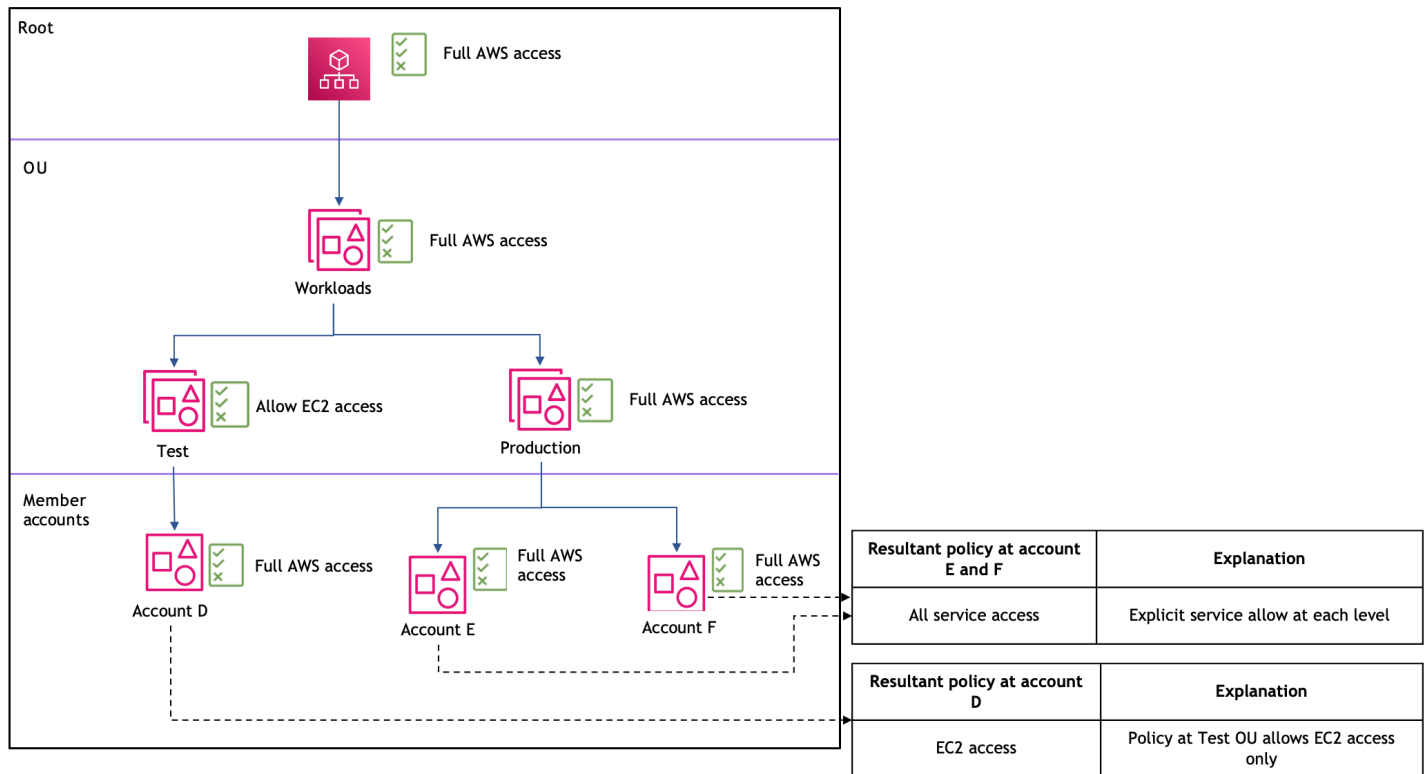 Root
Full AWS access
OU
Full AWS access
Workloads
Allow EC2 access
Full AWS access
Test
Production
Member
accounts
Full AWS access
Full AWS
access
Full AWS
access
Account D
Account E
Account F
Resultant policy at account
E and F
Explanation
All service access
Explicit service allow at each level
Resultant policy at account
D
Explanation
EC2 access
Policy at Test OU allows EC2 access
only